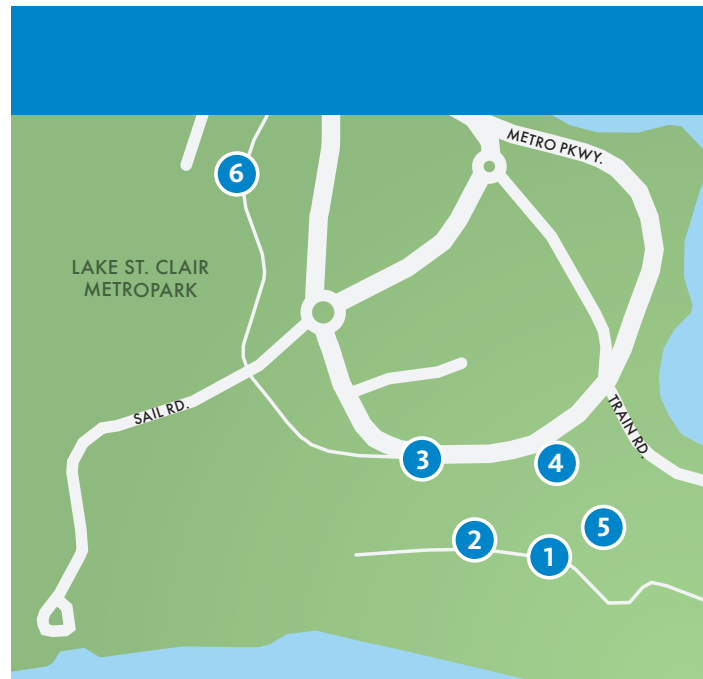 METRO PKWY.
6
LAKE ST. CLAIR
METROPARK
SAIL RD.
TRAIN RD.
3
4
5
2
1